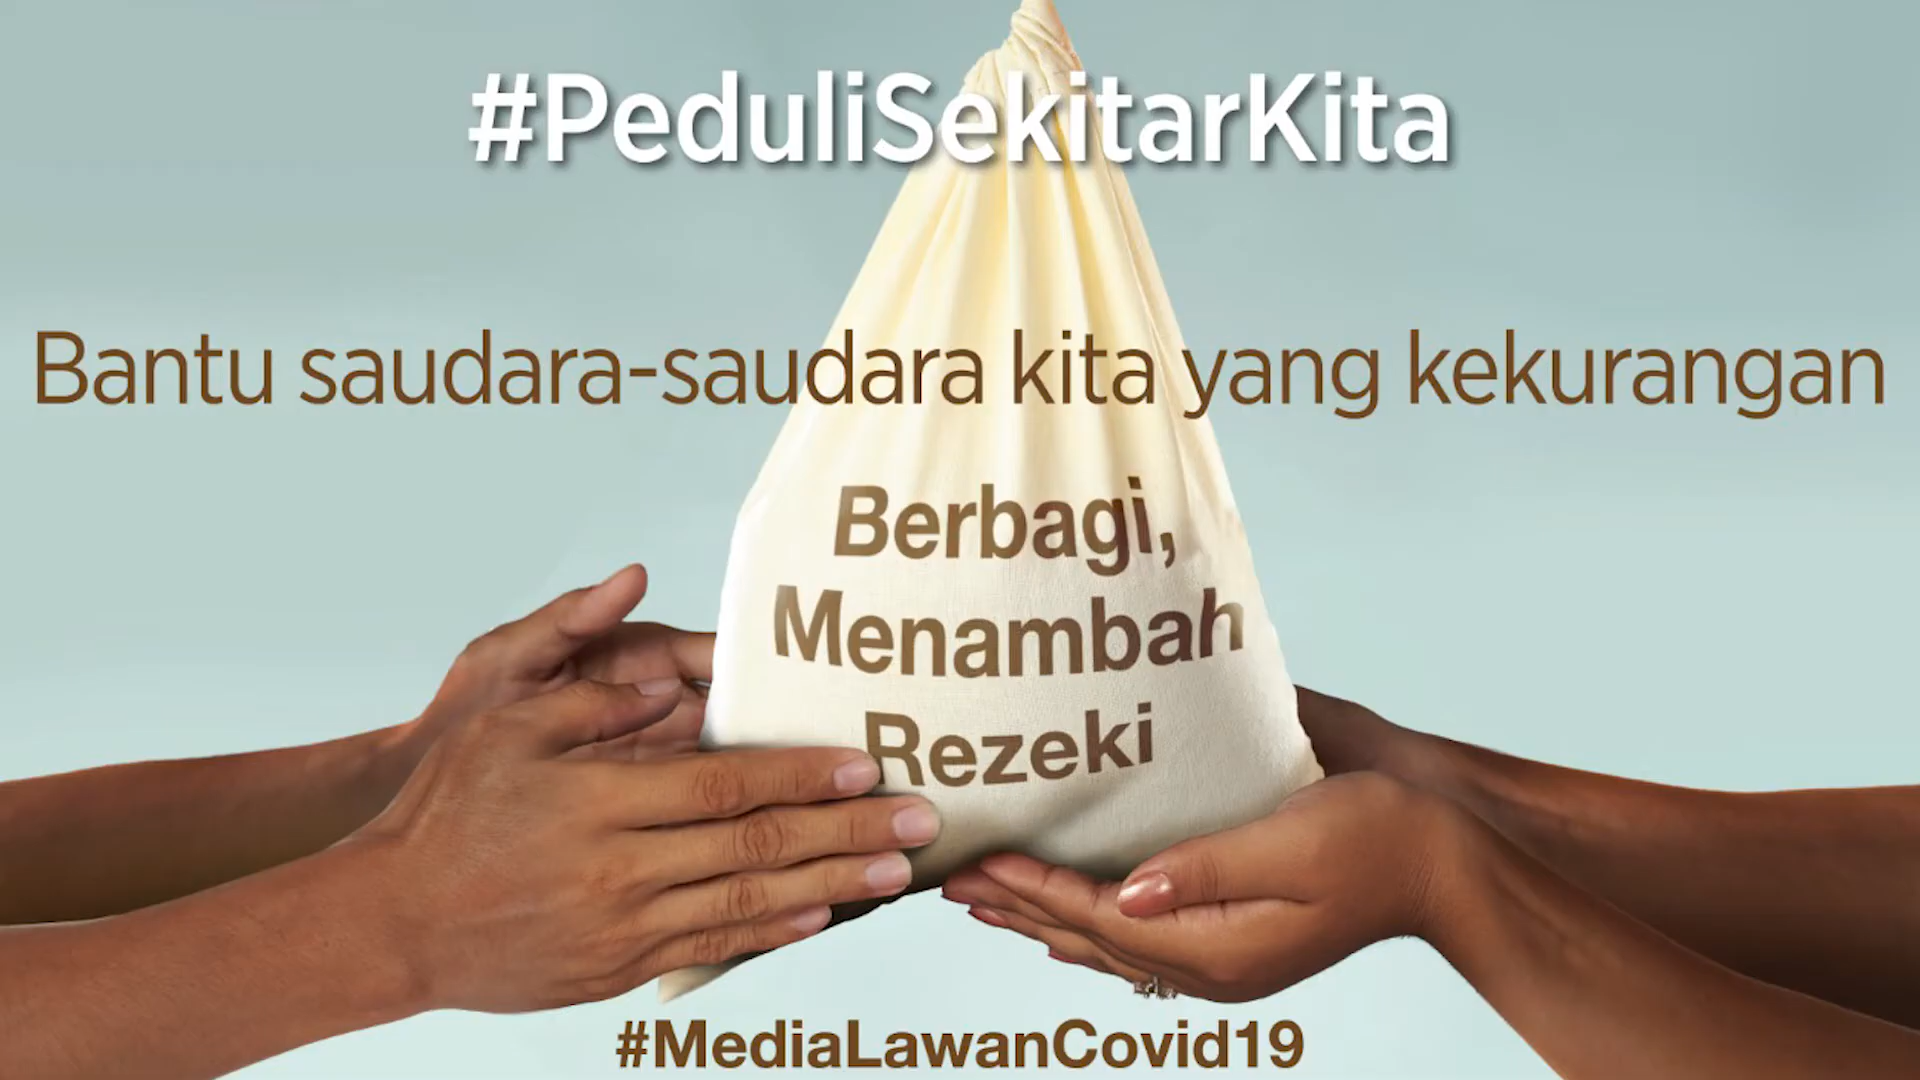 #PeduliSekitarKita
Bantu saudara-saudara kita yang kekurangan
Berbagi,
Menambah
Rezeki
#MediaLawanCovid19